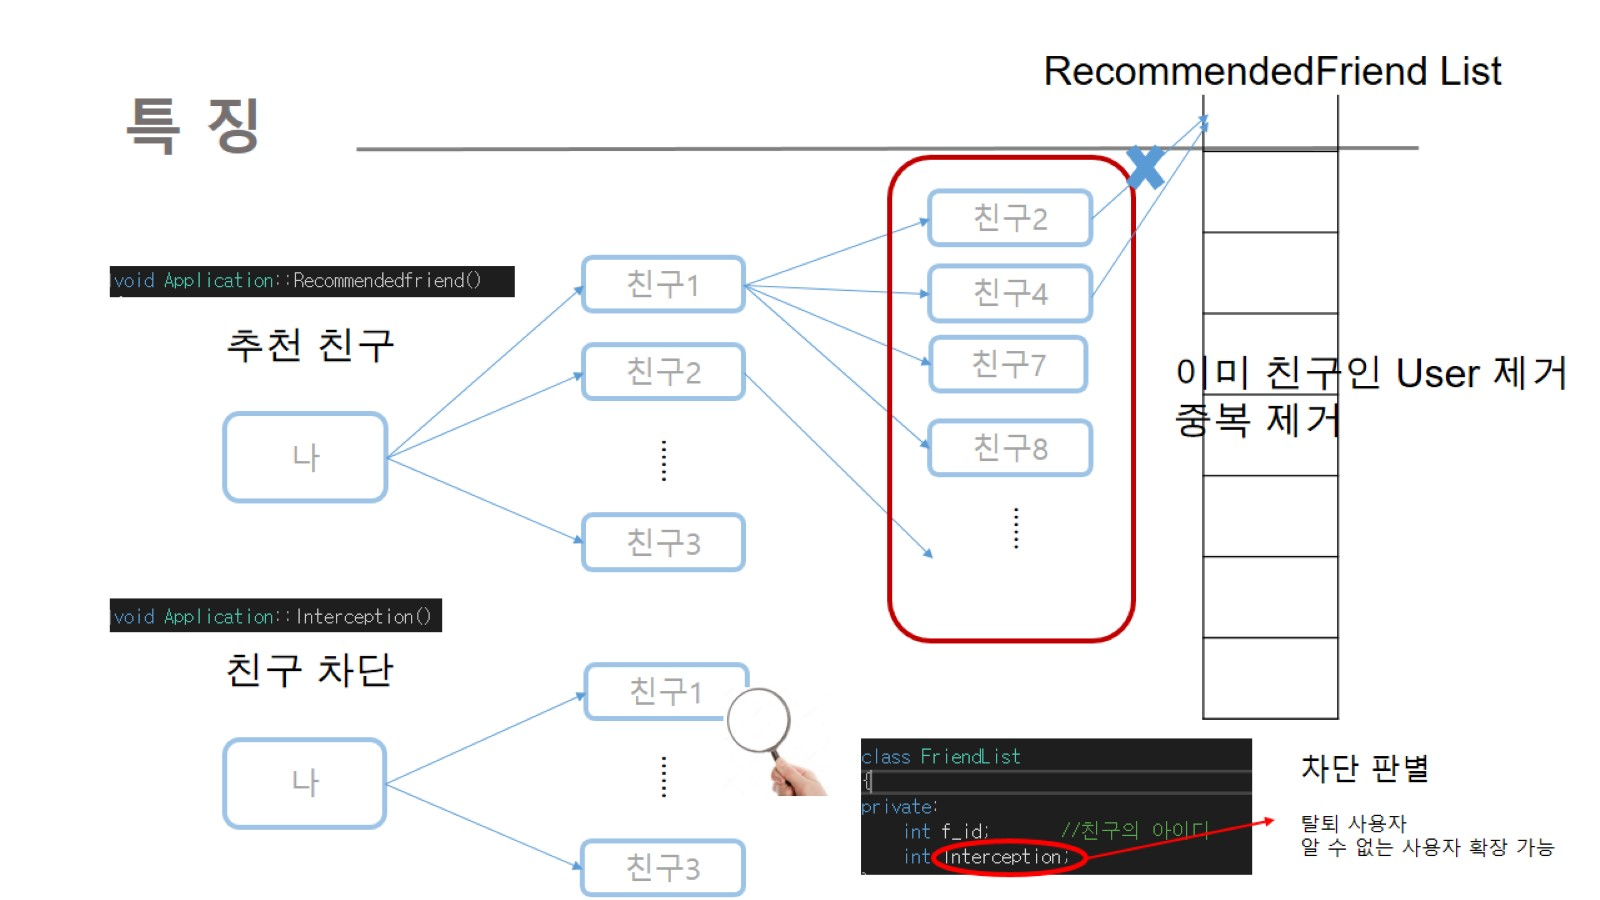 특 징
RecommendedFriend List
void Application::Recommendedfriend()
추천 친구
나
친구1
친구2
친구3
친구2
친구4
친구7
친구8
이미 친구인 User 제거
중복 제거
void Application::Interception()
친구 차단
나
친구1
친구3
class FriendList
{
private:
int f_id; //친구의 아이디
int Interception;
차단 판별
탈퇴 사용자
알 수 없는 사용자 확장 가능